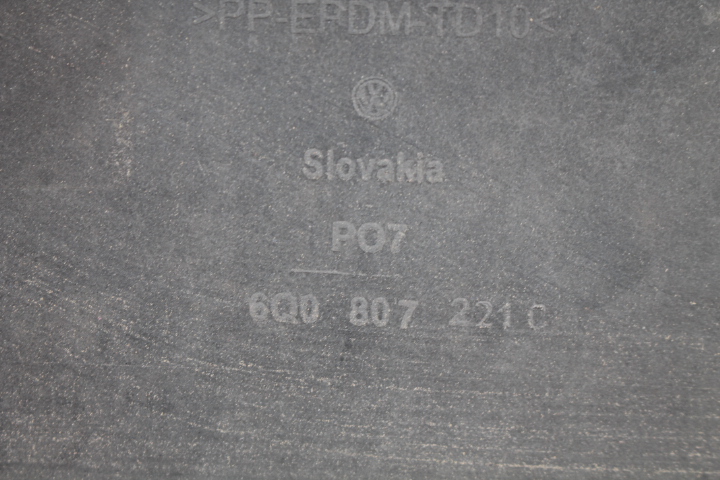 >PP-EPDM-TD10<
Slovakia
PO7
6Q0 807 221 C